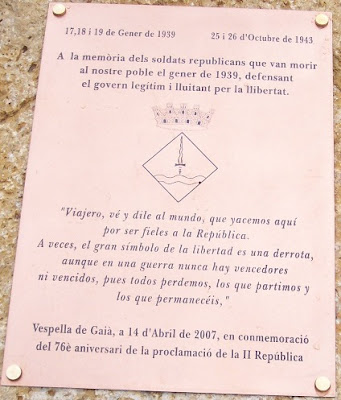 17,18 i 19 de Gener de 1939 25 i 26 d'Octubre de 1943
A la memòria dels soldats republicans que van morir
al nostre poble el gener de 1939, defensant
el govern legítim i lluitant per la llibertat.
"Viajero, vé y dile al mundo, que yacemos aquí
por ser fieles a la República.
A veces, el gran símbolo de la libertad es una derrota,
aunque en una guerra nunca hay vencedores
ni vencidos, pues todos perdemos, los que partimos y
los que permanecéis,"
Vespella de Gaià, a 14 d'Abril de 2007, en conmemoració
del 76è aniversari de la proclamació de la II República